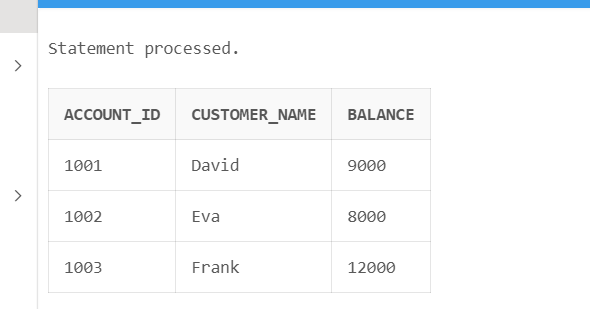 Statement processed.
ACCOUNT_ID CUSTOMER_NAME BALANCE
1001 David 9000
1002 Eva 8000
1003 Frank 12000